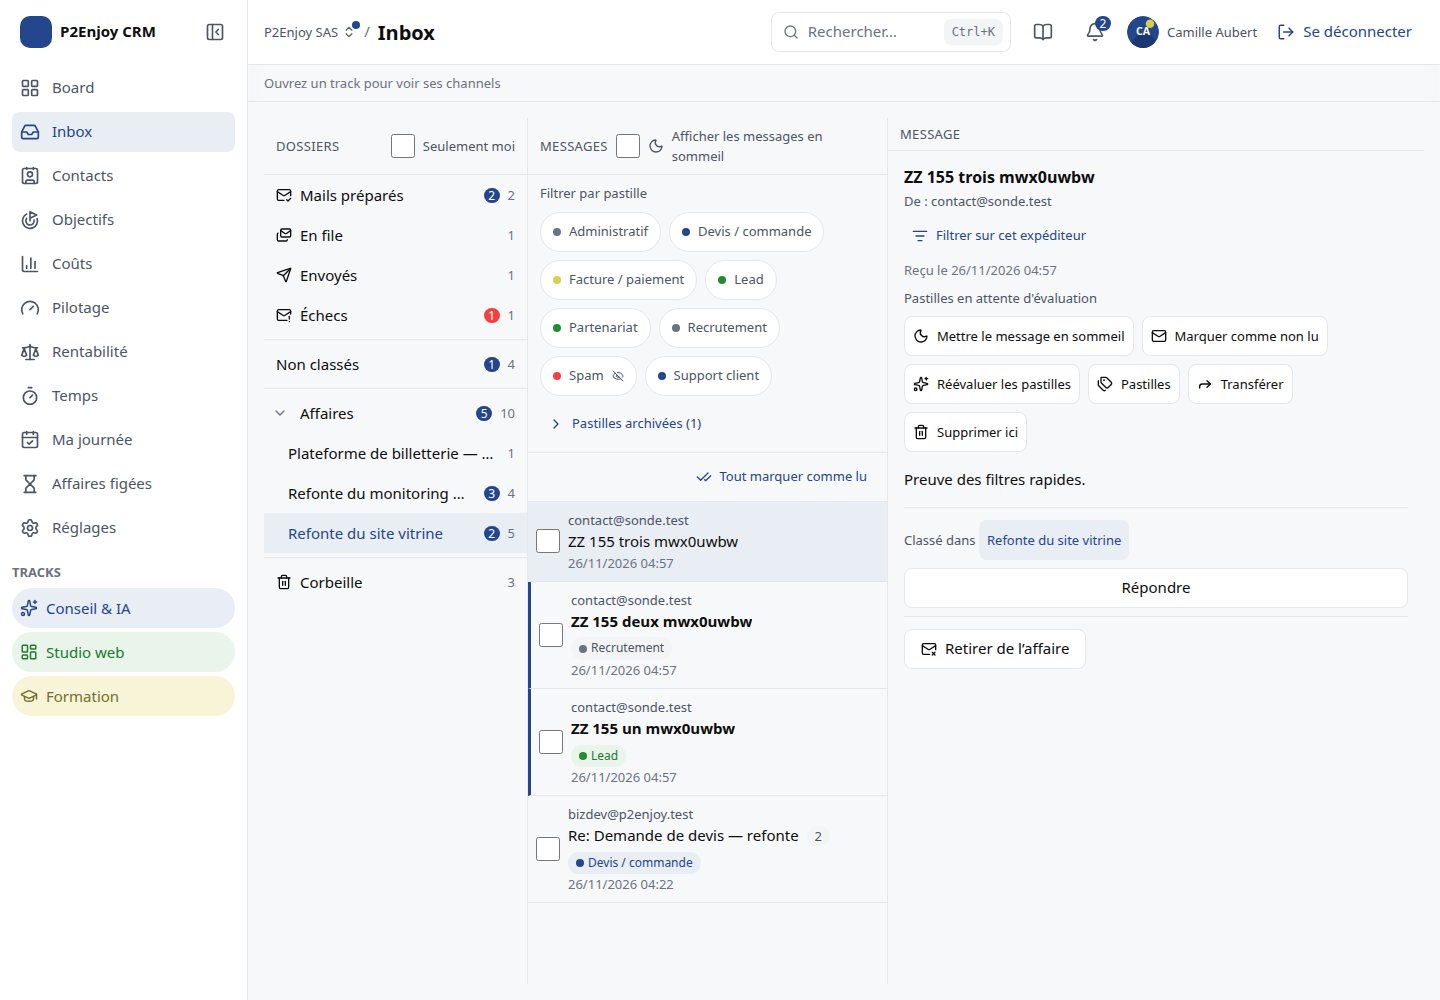 P2Enjoy CRM
Board
Inbox
Contacts
Objectifs
Coûts
Pilotage
Rentabilité
Temps
Ma journée
Affaires figées
Réglages
TRACKS
Conseil & IA
Studio web
Formation
P2Enjoy SAS / Inbox
Rechercher... Ctrl+K
2
CA Camille Aubert
Se déconnecter
Ouvrez un track pour voir ses channels
DOSSIERS Seulement moi
Mails préparés 2 2
En file 1
Envoyés 1
Échecs 1 1
Non classés 1 4
Affaires 5 10
Plateforme de billetterie — ... 1
Refonte du monitoring ... 3 4
Refonte du site vitrine 2 5
Corbeille 3
MESSAGES Afficher les messages en
sommeil
Filtrer par pastille
Administratif Devis / commande
Facture / paiement Lead
Partenariat Recrutement
Spam Support client
Pastilles archivées (1)
Tout marquer comme lu
contact@sonde.test
ZZ 155 trois mwx0uwbw
26/11/2026 04:57
contact@sonde.test
ZZ 155 deux mwx0uwbw
Recrutement
26/11/2026 04:57
contact@sonde.test
ZZ 155 un mwx0uwbw
Lead
26/11/2026 04:57
bizdev@p2enjoy.test
Re: Demande de devis — refonte 2
Devis / commande
26/11/2026 04:22
MESSAGE
ZZ 155 trois mwx0uwbw
De : contact@sonde.test
Filtrer sur cet expéditeur
Reçu le 26/11/2026 04:57
Pastilles en attente d'évaluation
Mettre le message en sommeil Marquer comme non lu
Réévaluer les pastilles Pastilles Transférer
Supprimer ici
Preuve des filtres rapides.
Classé dans Refonte du site vitrine
Répondre
Retirer de l’affaire